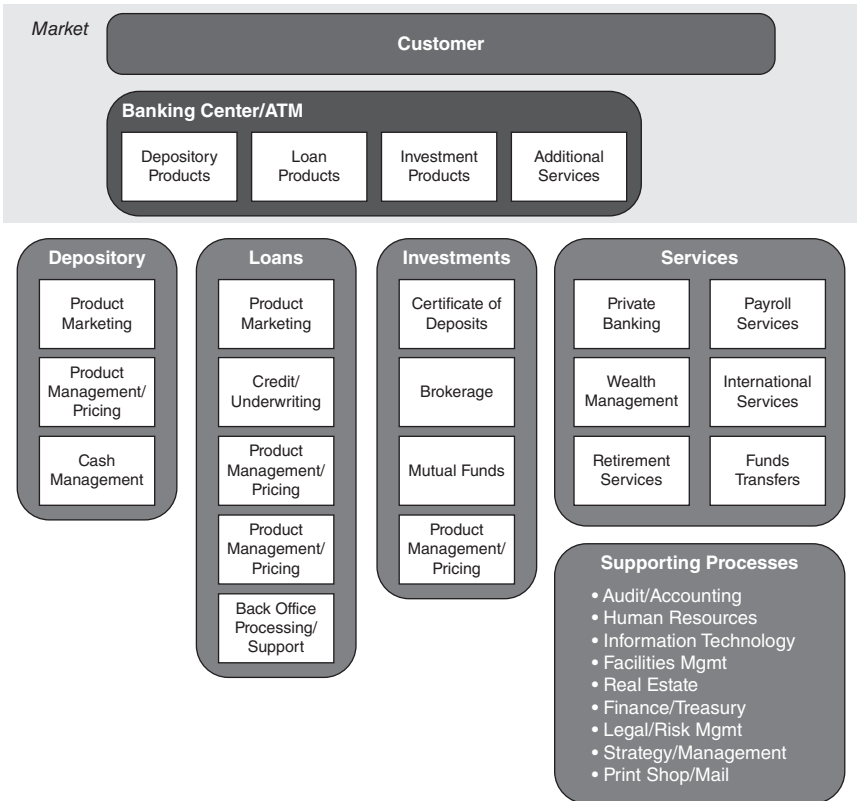 Market
Customer
Banking Center/ATM
Depository
Products
Loan
Products
Investment
Products
Additional
Services
Depository
Product
Marketing
Product
Management/
Pricing
Cash
Management
Loans
Product
Marketing
Credit/
Underwriting
Product
Management/
Pricing
Product
Management/
Pricing
Back Office
Processing/
Support
Investments
Certificate of
Deposits
Brokerage
Mutual Funds
Product
Management/
Pricing
Services
Private
Banking
Payroll
Services
Wealth
Management
International
Services
Retirement
Services
Funds
Transfers
Supporting Processes
• Audit/Accounting
• Human Resources
• Information Technology
• Facilities Mgmt
• Real Estate
• Finance/Treasury
• Legal/Risk Mgmt
• Strategy/Management
• Print Shop/Mail